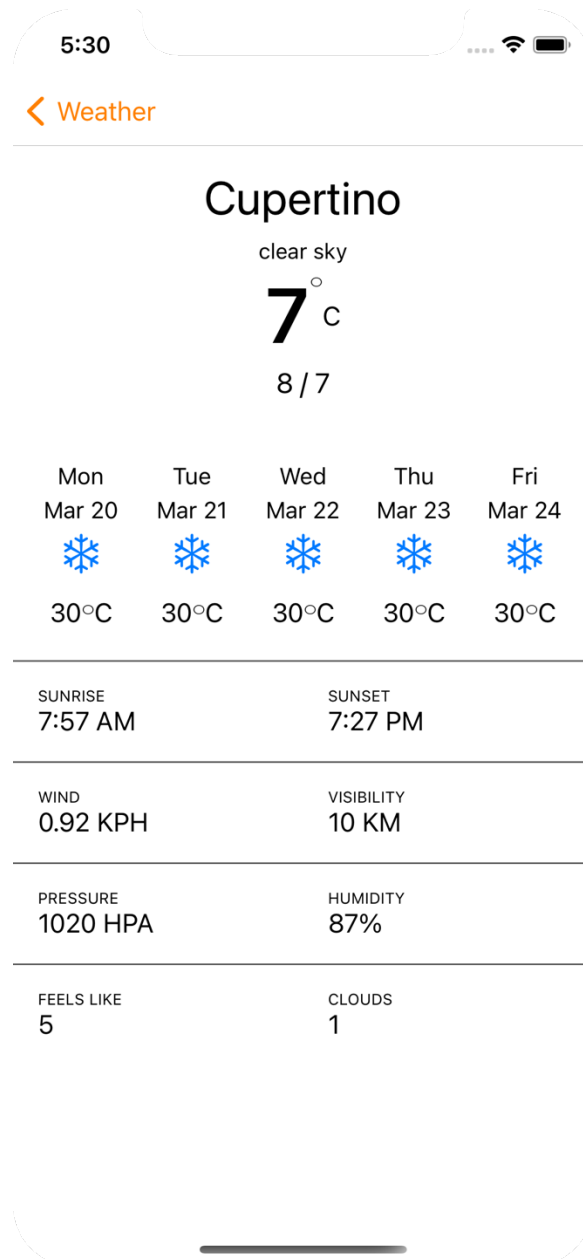 5:30
Weather
Cupertino
clear sky
7°C
8 / 7
Mon Tue Wed Thu Fri
Mar 20 Mar 21 Mar 22 Mar 23 Mar 24
30°C 30°C 30°C 30°C 30°C
SUNRISE SUNSET
7:57 AM 7:27 PM
WIND VISIBILITY
0.92 KPH 10 KM
PRESSURE HUMIDITY
1020 HPA 87%
FEELS LIKE CLOUDS
5 1